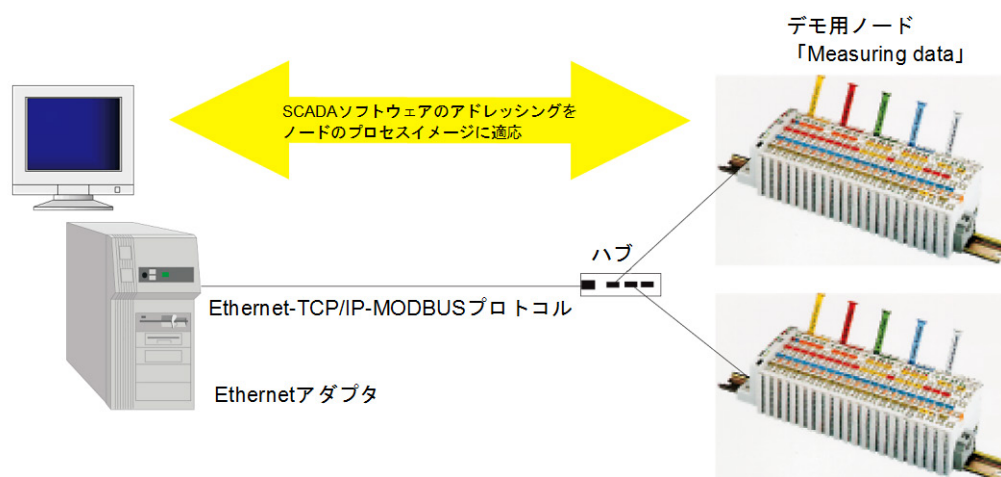 デモ用ノード
「Measuring data」
SCADAソフトウェアのアドレッシングを
ノードのプロセスイメージに適応
ハブ
Ethernet-TCP/IP-MODBUSプロトコル
Ethernetアダプタ